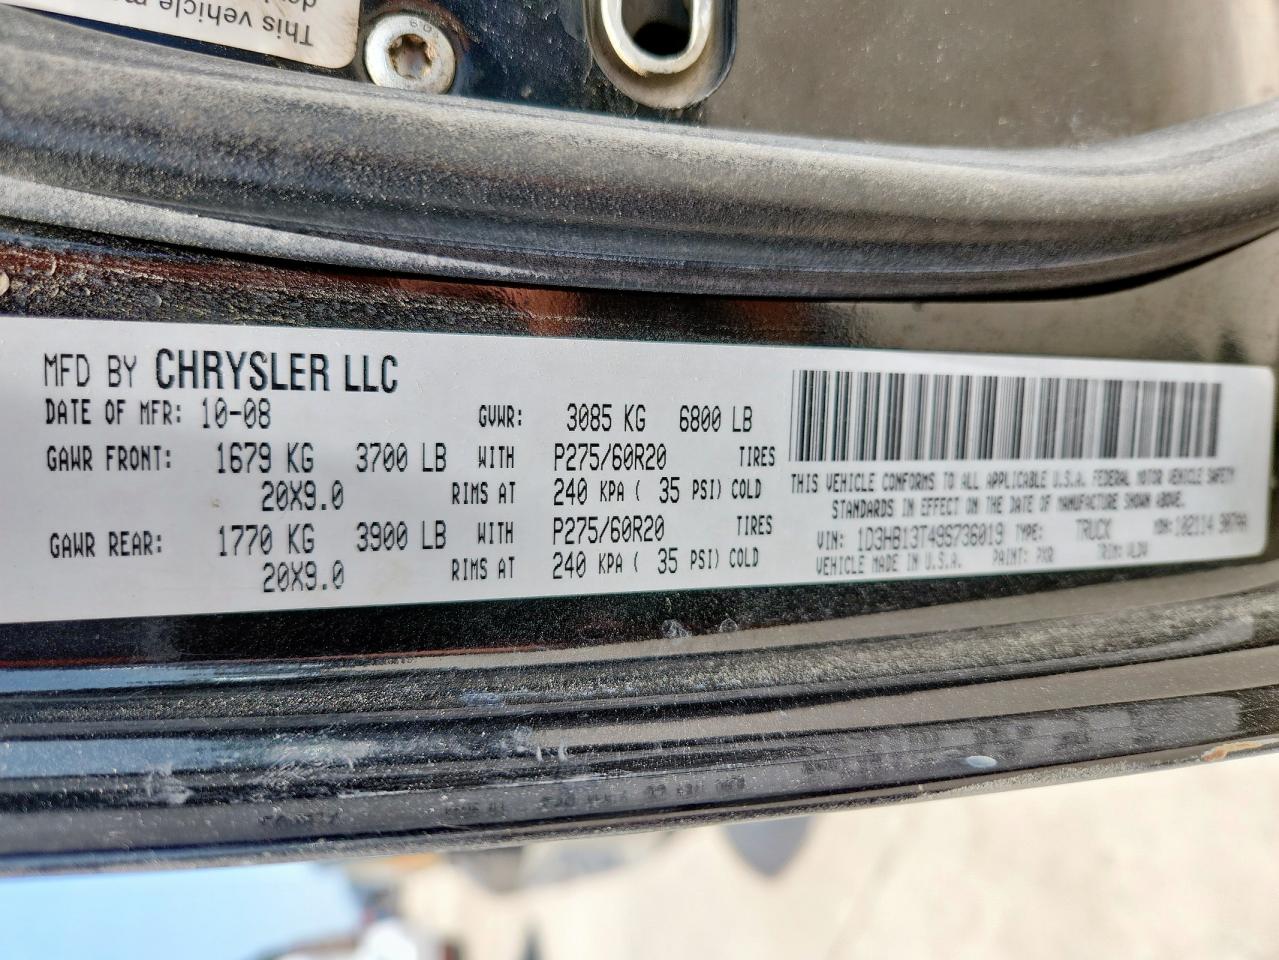 This vehicle m
MFD BY CHRYSLER LLC
DATE OF MFR: 10-08 GVWR: 3085 KG 6800 LB
GAWR FRONT: 1679 KG 3700 LB WITH P275/60R20 TIRES
20X9.0 RIMS AT 240 KPA ( 35 PSI) COLD
GAWR REAR: 1770 KG 3900 LB WITH P275/60R20 TIRES
20X9.0 RIMS AT 240 KPA ( 35 PSI) COLD
THIS VEHICLE CONFORMS TO ALL APPLICABLE U.S.A. FEDERAL MOTOR VEHICLE SAFETY
STANDARDS IN EFFECT ON THE DATE OF MANUFACTURE SHOWN ABOVE.
VIN: 1D3HB13T49S736019 TYPE: TRUCK MDH: 102114
VEHICLE MADE IN U.S.A. PAINT: PXR TRIM: